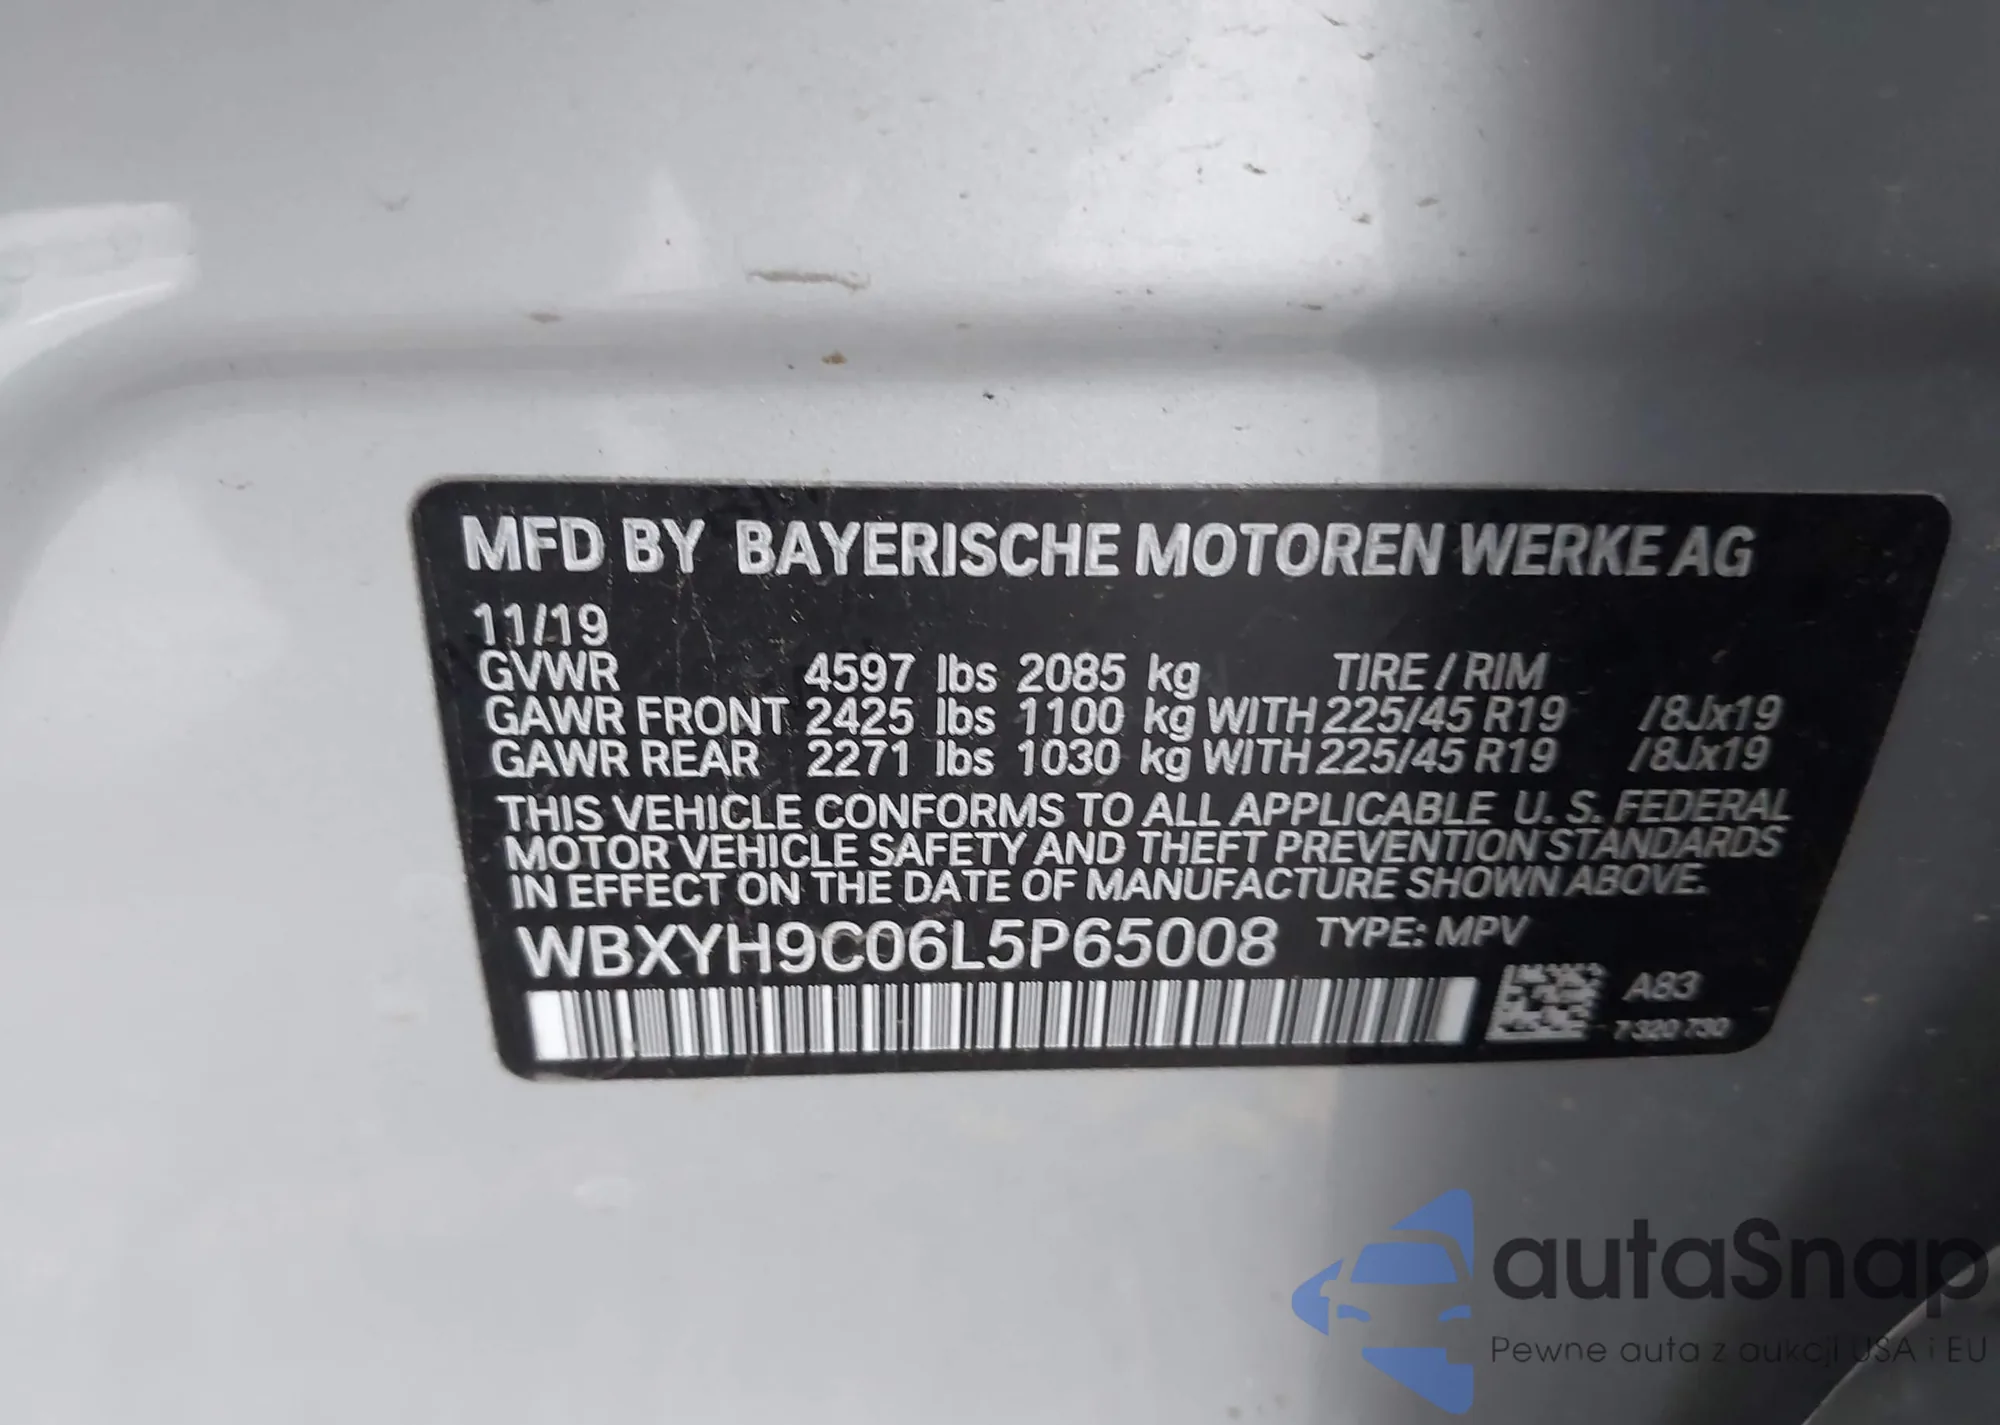 MFD BY BAYERISCHE MOTOREN WERKE AG
11/19
GVWR 4597 lbs 2085 kg TIRE / RIM
GAWR FRONT 2425 lbs 1100 kg WITH 225/45 R19 /8Jx19
GAWR REAR 2271 lbs 1030 kg WITH 225/45 R19 /8Jx19
THIS VEHICLE CONFORMS TO ALL APPLICABLE U. S. FEDERAL
MOTOR VEHICLE SAFETY AND THEFT PREVENTION STANDARDS
IN EFFECT ON THE DATE OF MANUFACTURE SHOWN ABOVE.
WBXYH9C06L5P65008 TYPE: MPV
A83
7 320 730
autaSnap
Pewne auta z aukcji USA i EU